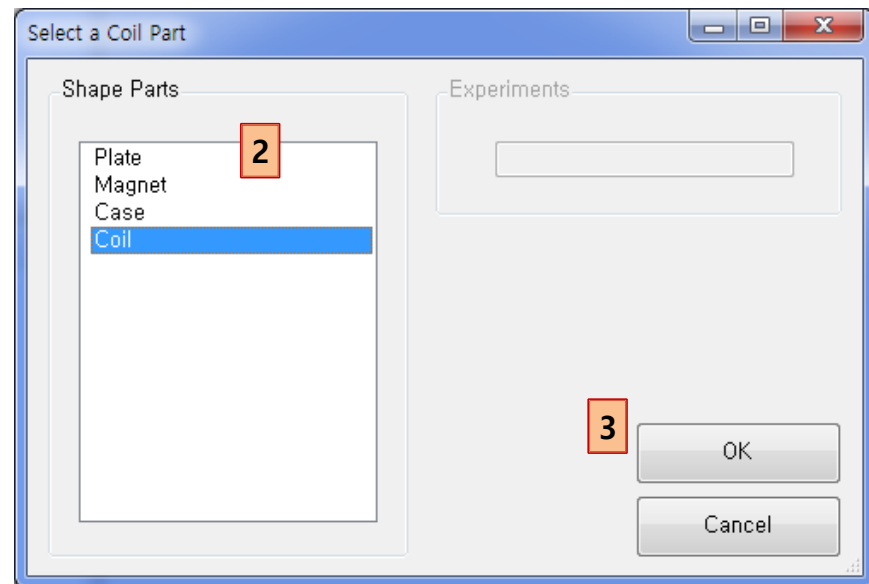 Select a Coil Part
Shape Parts
Experiments
2
Plate
Magnet
Case
Coil
3
OK
Cancel